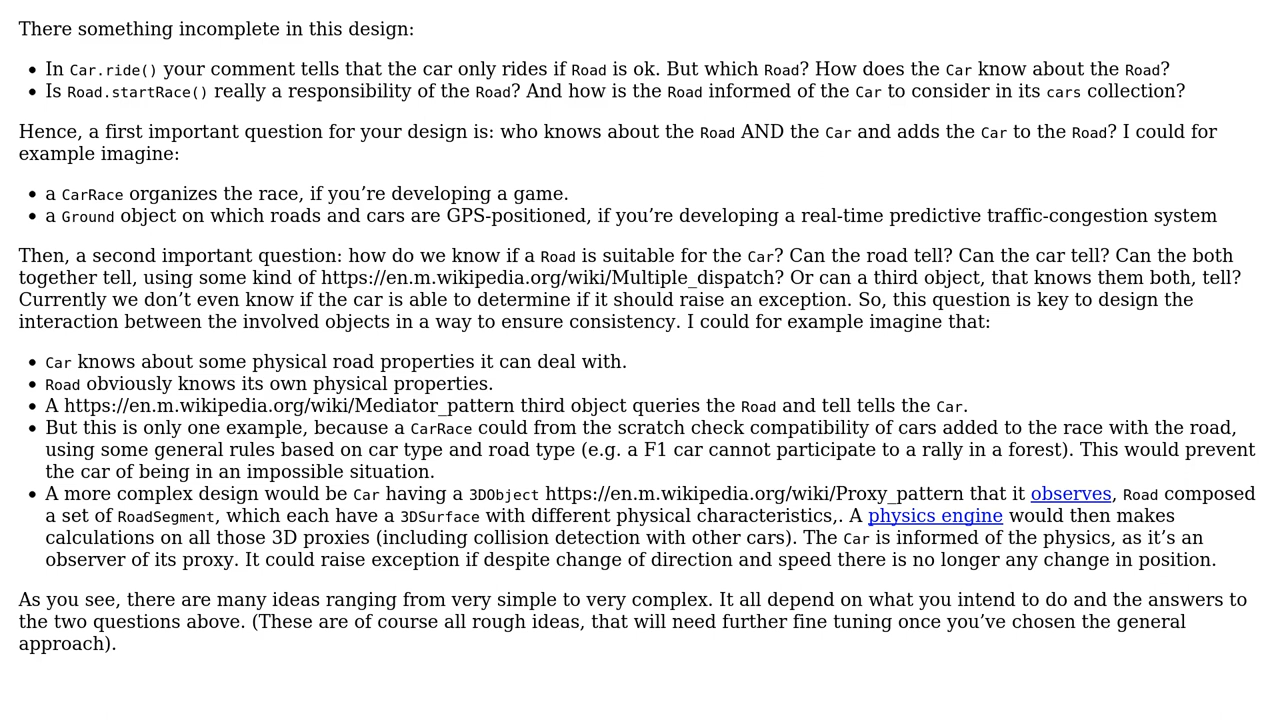 There something incomplete in this design:
• In Car.ride() your comment tells that the car only rides if Road is ok. But which Road? How does the Car know about the Road?
• Is Road.startRace() really a responsibility of the Road? And how is the Road informed of the Car to consider in its cars collection?
Hence, a first important question for your design is: who knows about the Road AND the Car and adds the Car to the Road? I could for
example imagine:
• a CarRace organizes the race, if you’re developing a game.
• a Ground object on which roads and cars are GPS-positioned, if you’re developing a real-time predictive traffic-congestion system
Then, a second important question: how do we know if a Road is suitable for the Car? Can the road tell? Can the car tell? Can the both
together tell, using some kind of https://en.m.wikipedia.org/wiki/Multiple_dispatch? Or can a third object, that knows them both, tell?
Currently we don’t even know if the car is able to determine if it should raise an exception. So, this question is key to design the
interaction between the involved objects in a way to ensure consistency. I could for example imagine that:
• Car knows about some physical road properties it can deal with.
• Road obviously knows its own physical properties.
• A https://en.m.wikipedia.org/wiki/Mediator_pattern third object queries the Road and tell tells the Car.
• But this is only one example, because a CarRace could from the scratch check compatibility of cars added to the race with the road,
using some general rules based on car type and road type (e.g. a F1 car cannot participate to a rally in a forest). This would prevent
the car of being in an impossible situation.
• A more complex design would be Car having a 3DObject https://en.m.wikipedia.org/wiki/Proxy_pattern that it observes, Road composed
a set of RoadSegment, which each have a 3DSurface with different physical characteristics,. A physics engine would then makes
calculations on all those 3D proxies (including collision detection with other cars). The Car is informed of the physics, as it’s an
observer of its proxy. It could raise exception if despite change of direction and speed there is no longer any change in position.
As you see, there are many ideas ranging from very simple to very complex. It all depend on what you intend to do and the answers to
the two questions above. (These are of course all rough ideas, that will need further fine tuning once you’ve chosen the general
approach).